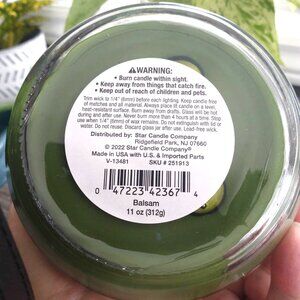 ⚠WARNING:
• Burn candle within sight.
• Keep away from things that catch fire.
• Keep out of reach of children and pets.
Trim wick to 1/4" (6mm) before each lighting. Keep candle free
of matches and all material. Always place lit candle on a level,
heat-resistant surface. Burn away from drafts. Glass will be hot
during and after use. Never burn more than 4 hours at a time. Stop
use when 1/4" (6mm) of wax remains. Do not extinguish with lid or
water. Do not reuse. Discard glass jar after use. Lead-free wick.
Distributed by: Star Candle Company
Ridgefield Park, NJ 07660
© 2022 Star Candle Company®
Made in USA with U.S. & Imported Parts
V-13481 SKU # 251913
0 47223 42367 4
Balsam
11 oz (312g)